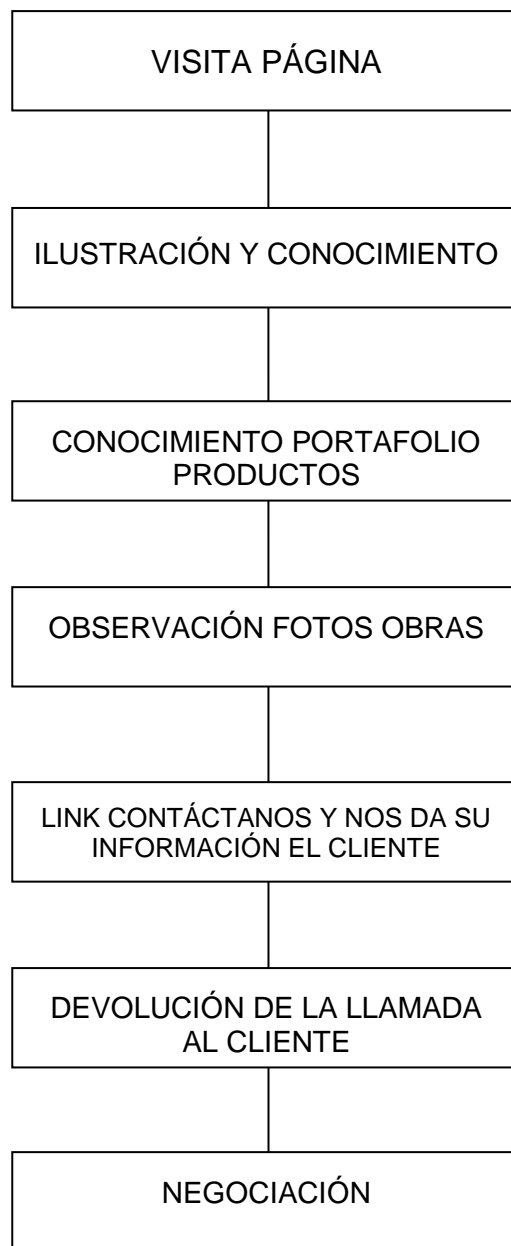 VISITA PÁGINA
ILUSTRACIÓN Y CONOCIMIENTO
CONOCIMIENTO PORTAFOLIO
PRODUCTOS
OBSERVACIÓN FOTOS OBRAS
LINK CONTÁCTANOS Y NOS DA SU
INFORMACIÓN EL CLIENTE
DEVOLUCIÓN DE LA LLAMADA
AL CLIENTE
NEGOCIACIÓN